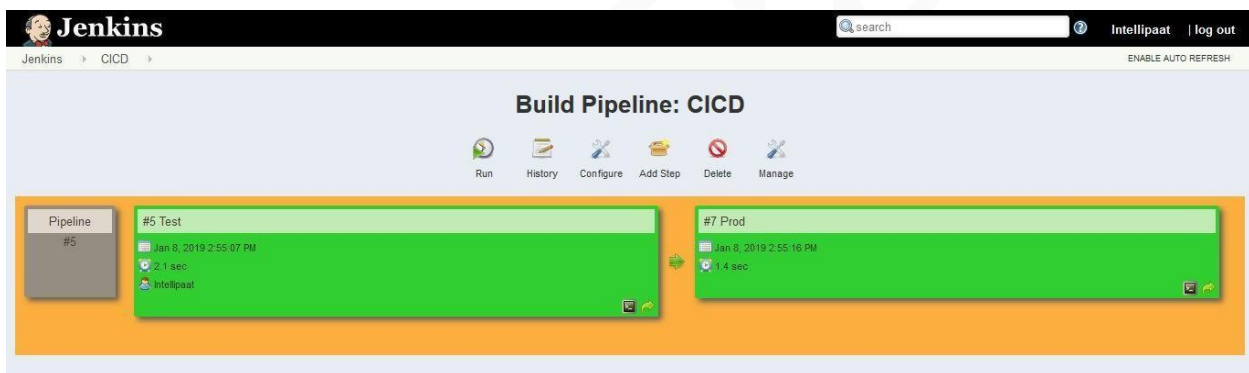 Jenkins
search
Intellipaat | log out
Jenkins CICD
ENABLE AUTO REFRESH
Build Pipeline: CICD
Run History Configure Add Step Delete Manage
Pipeline
#5
#5 Test
Jan 8, 2019 2:55:07 PM
2.1 sec
Intellipaat
#7 Prod
Jan 8, 2019 2:55:16 PM
1.4 sec